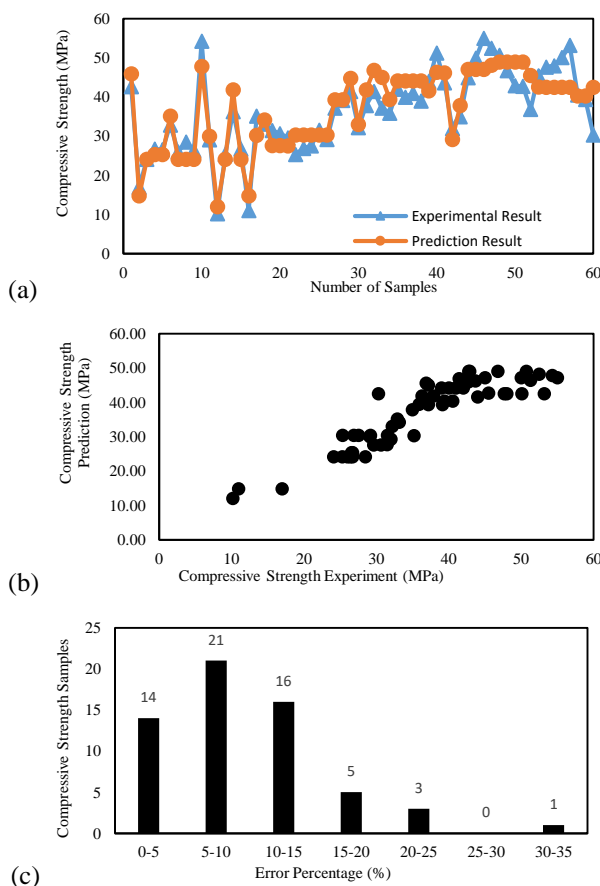 60
50
40
30
20
10
0
Compressive Strength (MPa)
Experimental Result
Prediction Result
0 10 20 30 40 50 60
Number of Samples
(a)
60.00
50.00
40.00
30.00
20.00
10.00
0.00
Compressive Strength
Prediction (MPa)
0 10 20 30 40 50 60
Compressive Strength Experiment (MPa)
(b)
25
20
15
10
5
0
Compressive Strength Samples
14
21
16
5
3
0
1
0-5 5-10 10-15 15-20 20-25 25-30 30-35
Error Percentage (%)
(c)